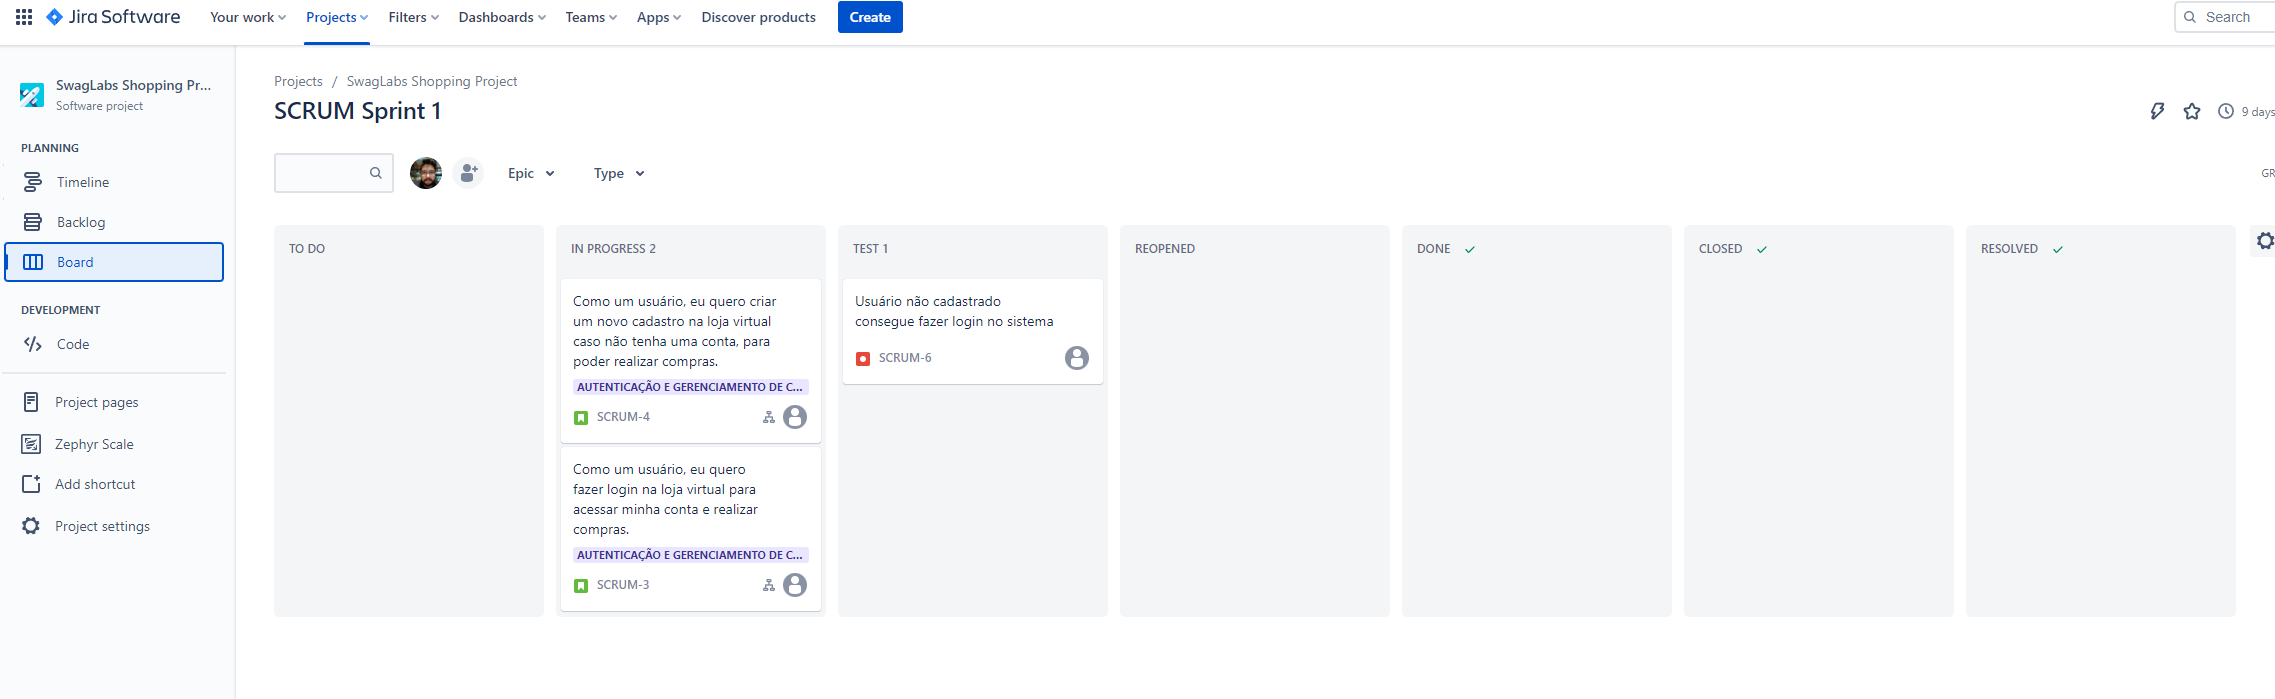 Jira Software Your work Projects Filters Dashboards Teams Apps Discover products Create Search
SwagLabs Shopping Pr...
Software project
PLANNING
Timeline
Backlog
Board
DEVELOPMENT
Code
Project pages
Zephyr Scale
Add shortcut
Project settings
Projects / SwagLabs Shopping Project
SCRUM Sprint 1
9 days
Epic Type
GR
TO DO
IN PROGRESS 2
Como um usuário, eu quero criar
um novo cadastro na loja virtual
caso não tenha uma conta, para
poder realizar compras.
AUTENTICAÇÃO E GERENCIAMENTO DE C...
SCRUM-4
Como um usuário, eu quero
fazer login na loja virtual para
acessar minha conta e realizar
compras.
AUTENTICAÇÃO E GERENCIAMENTO DE C...
SCRUM-3
TEST 1
Usuário não cadastrado
consegue fazer login no sistema
SCRUM-6
REOPENED
DONE
CLOSED
RESOLVED